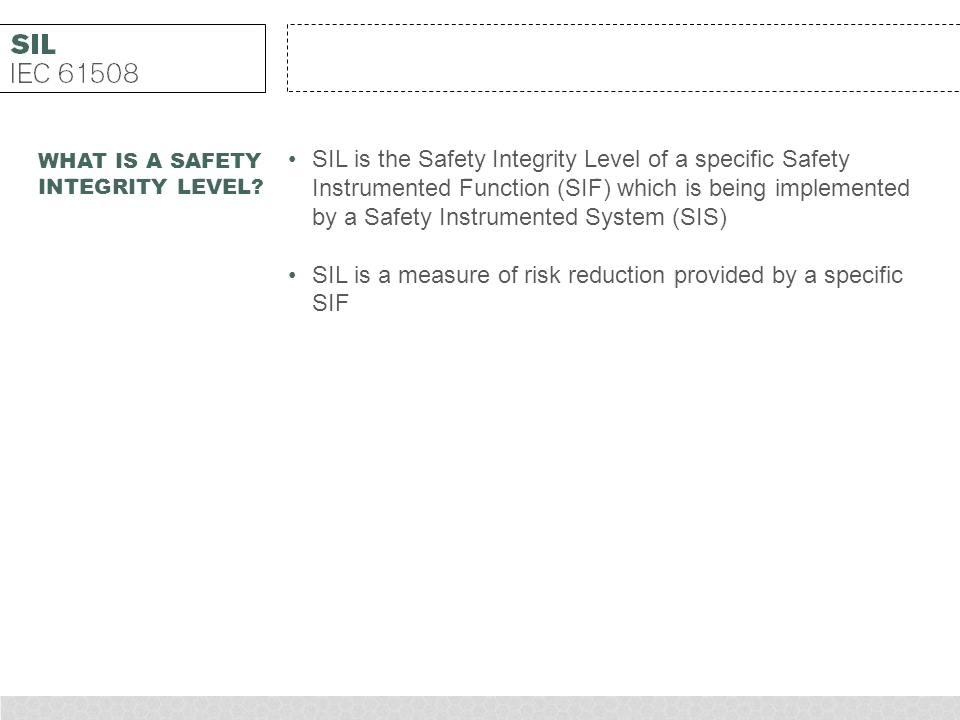 SIL
IEC 61508
WHAT IS A SAFETY
INTEGRITY LEVEL?
• SIL is the Safety Integrity Level of a specific Safety
Instrumented Function (SIF) which is being implemented
by a Safety Instrumented System (SIS)
• SIL is a measure of risk reduction provided by a specific
SIF